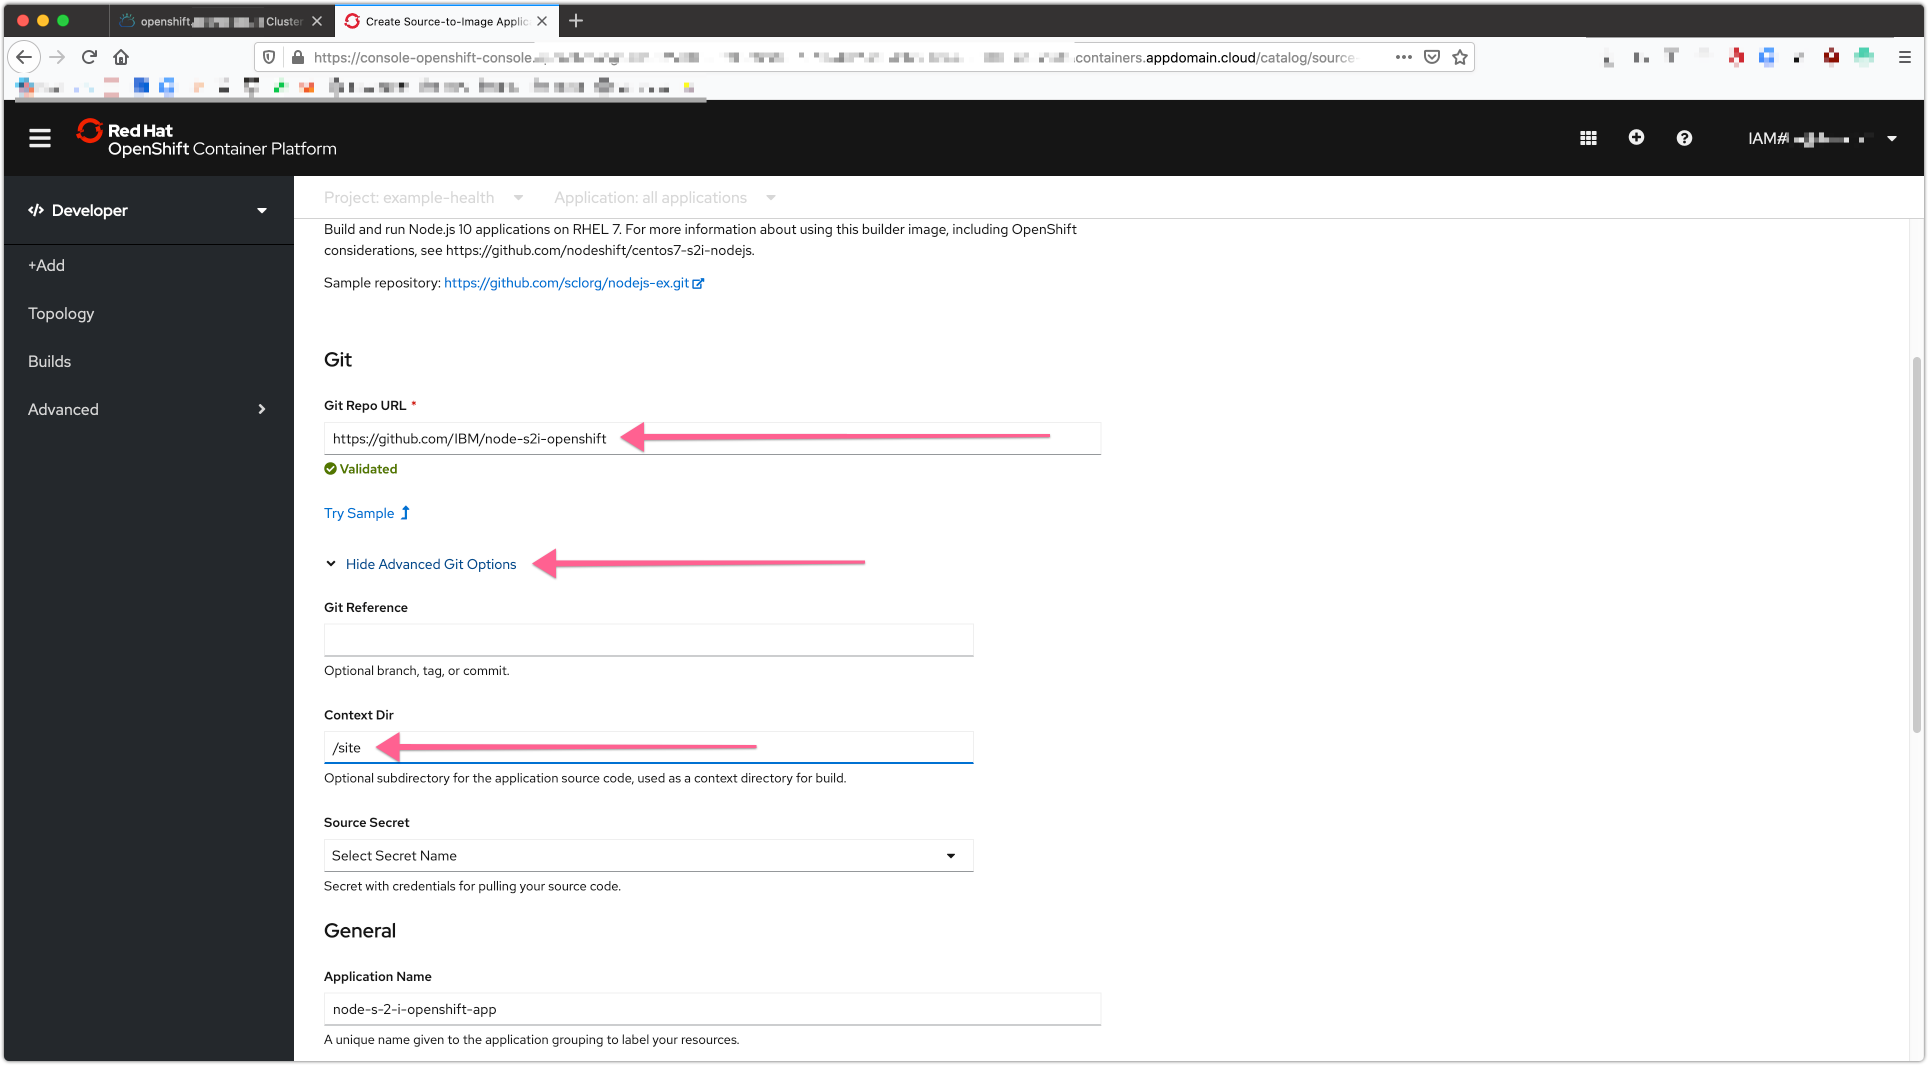 openshift. Cluster
Create Source-to-Image Applic
https://console-openshift-console. containers.appdomain.cloud/catalog/source-
Red Hat
OpenShift Container Platform
IAM#
Developer
Project: example-health
Application: all applications
+Add
Topology
Builds
Advanced
Build and run Node.js 10 applications on RHEL 7. For more information about using this builder image, including OpenShift
considerations, see https://github.com/nodeshift/centos7-s2i-nodejs.
Sample repository: https://github.com/sclorg/nodejs-ex.git
Git
Git Repo URL *
https://github.com/IBM/node-s2i-openshift
Validated
Try Sample
Hide Advanced Git Options
Git Reference
Optional branch, tag, or commit.
Context Dir
/site
Optional subdirectory for the application source code, used as a context directory for build.
Source Secret
Select Secret Name
Secret with credentials for pulling your source code.
General
Application Name
node-s-2-i-openshift-app
A unique name given to the application grouping to label your resources.